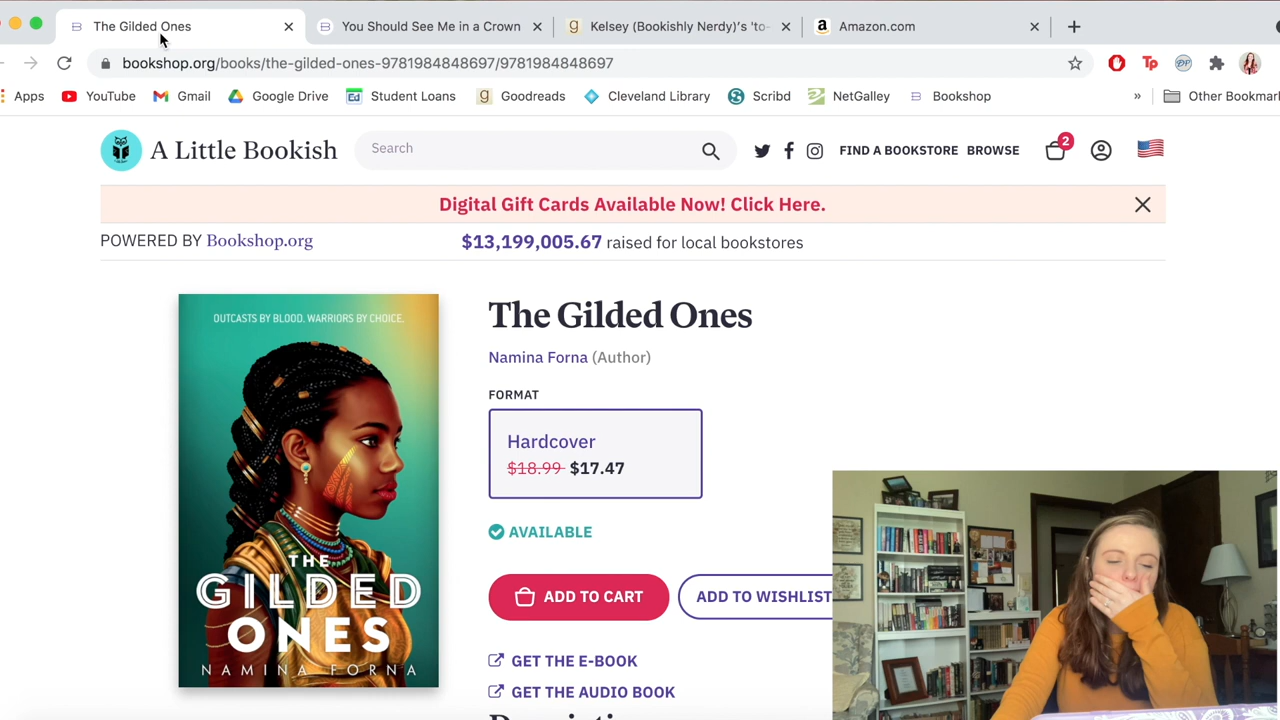 The Gilded Ones
You Should See Me in a Crown
Kelsey (Bookishly Nerdy)'s 'to-
Amazon.com
bookshop.org/books/the-gilded-ones-9781984848697/9781984848697
Apps
YouTube
Gmail
Google Drive
Student Loans
Goodreads
Cleveland Library
Scribd
NetGalley
Bookshop
»
Other Bookmar
A Little Bookish
Search
FIND A BOOKSTORE
BROWSE
2
Digital Gift Cards Available Now! Click Here.
POWERED BY Bookshop.org
$13,199,005.67 raised for local bookstores
OUTCASTS BY BLOOD. WARRIORS BY CHOICE.
THE
GILDED
ONES
NAMINA FORNA
The Gilded Ones
Namina Forna (Author)
FORMAT
Hardcover
$18.99 $17.47
AVAILABLE
ADD TO CART
ADD TO WISHLIST
GET THE E-BOOK
GET THE AUDIO BOOK